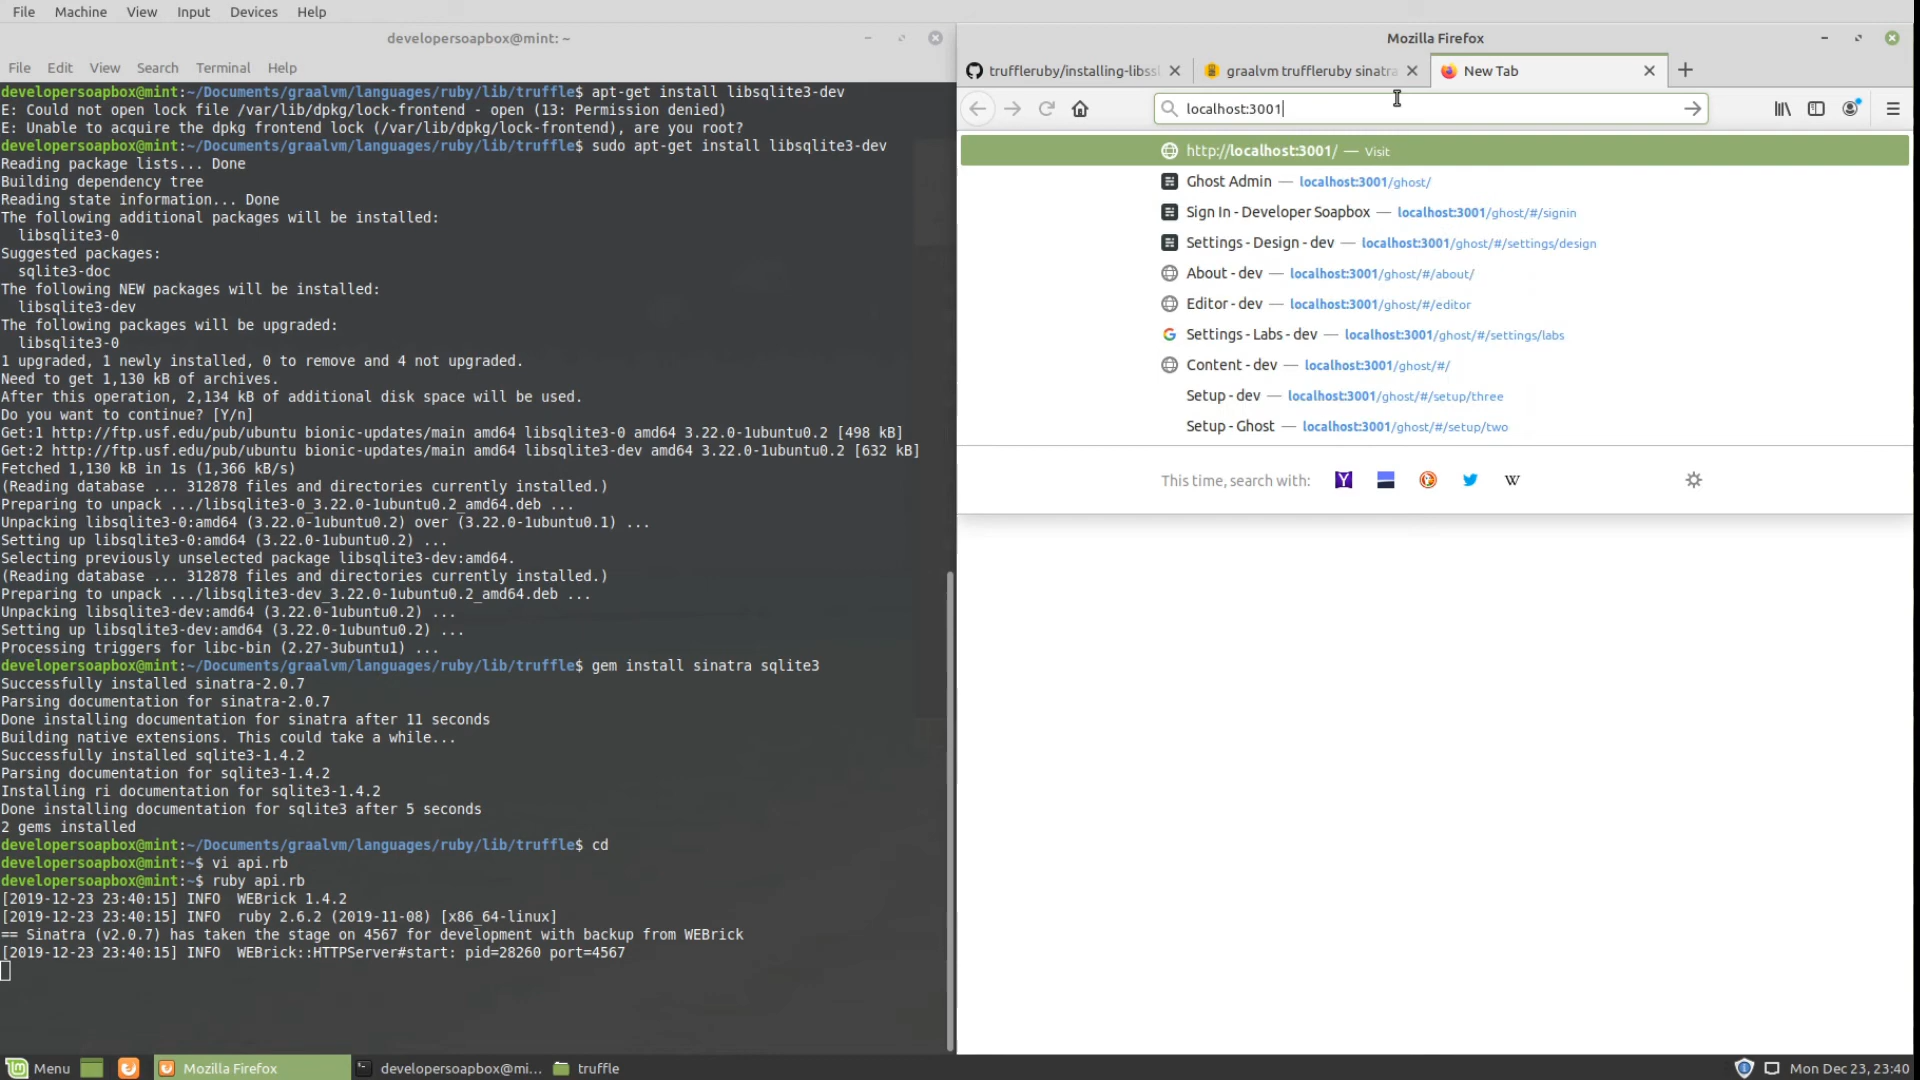 File Machine View Input Devices Help
developersoapbox@mint: ~
File Edit View Search Terminal Help
developersoapbox@mint:~/Documents/graalvm/languages/ruby/lib/truffle$ apt-get install libsqlite3-dev
E: Could not open lock file /var/lib/dpkg/lock-frontend - open (13: Permission denied)
E: Unable to acquire the dpkg frontend lock (/var/lib/dpkg/lock-frontend), are you root?
developersoapbox@mint:~/Documents/graalvm/languages/ruby/lib/truffle$ sudo apt-get install libsqlite3-dev
Reading package lists... Done
Building dependency tree
Reading state information... Done
The following additional packages will be installed:
libsqlite3-0
Suggested packages:
sqlite3-doc
The following NEW packages will be installed:
libsqlite3-dev
The following packages will be upgraded:
libsqlite3-0
1 upgraded, 1 newly installed, 0 to remove and 4 not upgraded.
Need to get 1,130 kB of archives.
After this operation, 2,134 kB of additional disk space will be used.
Do you want to continue? [Y/n]
Get:1 http://ftp.usf.edu/pub/ubuntu bionic-updates/main amd64 libsqlite3-0 amd64 3.22.0-1ubuntu0.2 [498 kB]
Get:2 http://ftp.usf.edu/pub/ubuntu bionic-updates/main amd64 libsqlite3-dev amd64 3.22.0-1ubuntu0.2 [632 kB]
Fetched 1,130 kB in 1s (1,366 kB/s)
(Reading database ... 312878 files and directories currently installed.)
Preparing to unpack .../libsqlite3-0_3.22.0-1ubuntu0.2_amd64.deb ...
Unpacking libsqlite3-0:amd64 (3.22.0-1ubuntu0.2) over (3.22.0-1ubuntu0.1) ...
Setting up libsqlite3-0:amd64 (3.22.0-1ubuntu0.2) ...
Selecting previously unselected package libsqlite3-dev:amd64.
(Reading database ... 312878 files and directories currently installed.)
Preparing to unpack .../libsqlite3-dev_3.22.0-1ubuntu0.2_amd64.deb ...
Unpacking libsqlite3-dev:amd64 (3.22.0-1ubuntu0.2) ...
Setting up libsqlite3-dev:amd64 (3.22.0-1ubuntu0.2) ...
Processing triggers for libc-bin (2.27-3ubuntu1) ...
developersoapbox@mint:~/Documents/graalvm/languages/ruby/lib/truffle$ gem install sinatra sqlite3
Successfully installed sinatra-2.0.7
Parsing documentation for sinatra-2.0.7
Done installing documentation for sinatra after 11 seconds
Building native extensions. This could take a while...
Successfully installed sqlite3-1.4.2
Parsing documentation for sqlite3-1.4.2
Installing ri documentation for sqlite3-1.4.2
Done installing documentation for sqlite3 after 5 seconds
2 gems installed
developersoapbox@mint:~/Documents/graalvm/languages/ruby/lib/truffle$ cd
developersoapbox@mint:~$ vi api.rb
developersoapbox@mint:~$ ruby api.rb
[2019-12-23 23:40:15] INFO  WEBrick 1.4.2
[2019-12-23 23:40:15] INFO  ruby 2.6.2 (2019-11-08) [x86_64-linux]
== Sinatra (v2.0.7) has taken the stage on 4567 for development with backup from WEBrick
[2019-12-23 23:40:15] INFO  WEBrick::HTTPServer#start: pid=28260 port=4567
Mozilla Firefox
truffleruby/installing-libss graalvm truffleruby sinatra New Tab
localhost:3001
http://localhost:3001/ — Visit
Ghost Admin — localhost:3001/ghost/
Sign In - Developer Soapbox — localhost:3001/ghost/#/signin
Settings - Design - dev — localhost:3001/ghost/#/settings/design
About - dev — localhost:3001/ghost/#/about/
Editor - dev — localhost:3001/ghost/#/editor
Settings - Labs - dev — localhost:3001/ghost/#/settings/labs
Content - dev — localhost:3001/ghost/#/
Setup - dev — localhost:3001/ghost/#/setup/three
Setup - Ghost — localhost:3001/ghost/#/setup/two
This time, search with:
Menu Mozilla Firefox developersoapbox@mi... truffle Mon Dec 23, 23:40